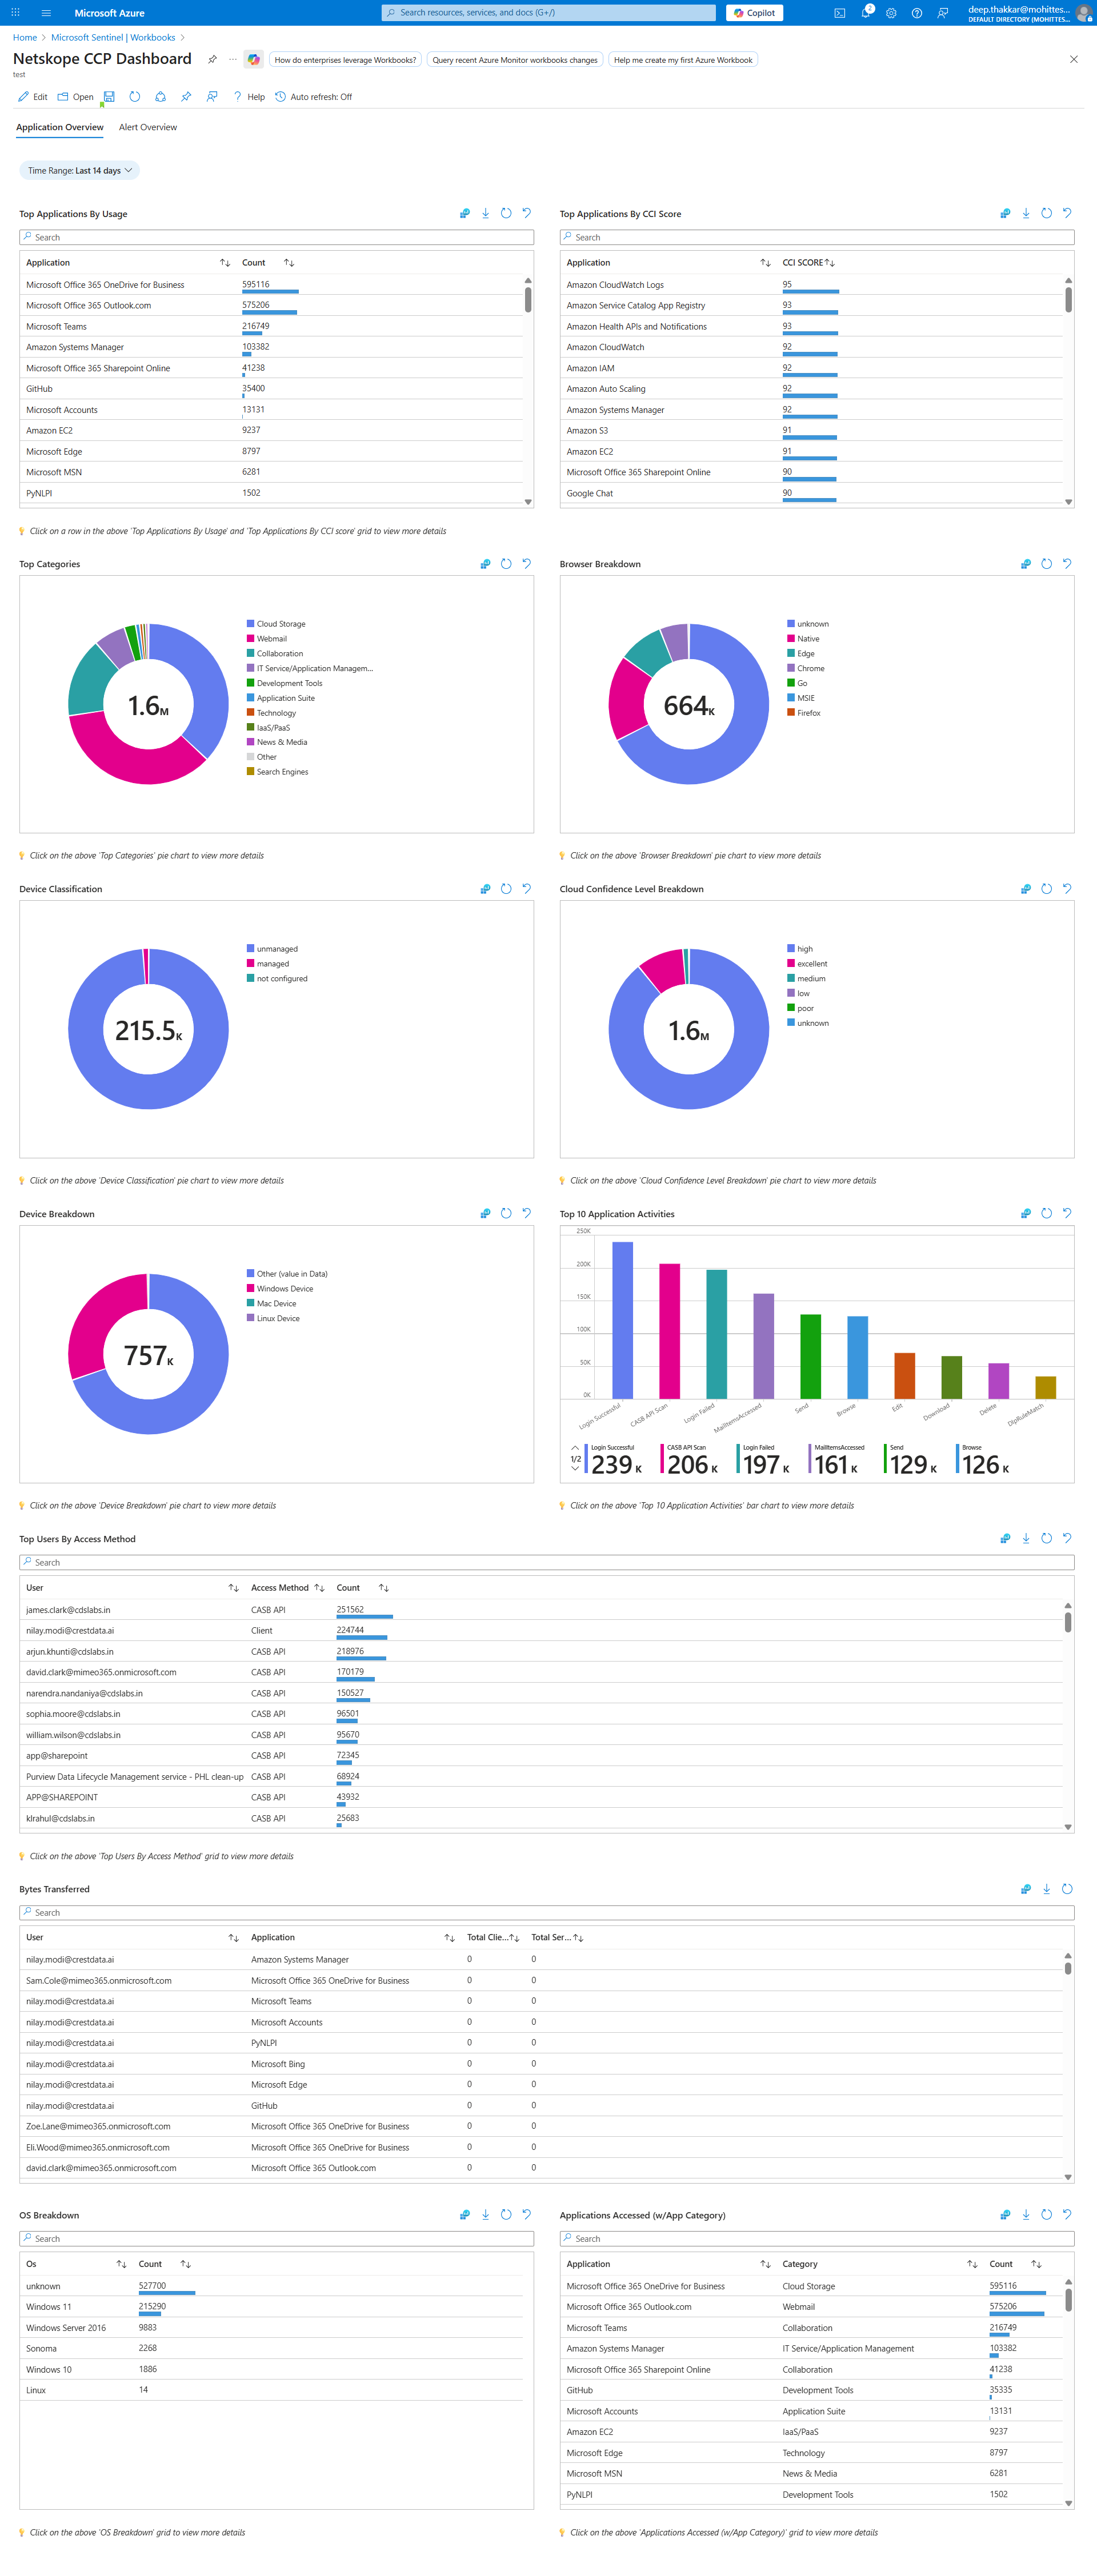 Microsoft Azure
Search resources, services, and docs (G+/)
Copilot
2
deep.thakkar@mohittes...
DEFAULT DIRECTORY (MOHITTES...
Home > Microsoft Sentinel | Workbooks >
Netskope CCP Dashboard
test
How do enterprises leverage Workbooks?
Query recent Azure Monitor workbooks changes
Help me create my first Azure Workbook
Edit Open Help Auto refresh: Off
Application Overview Alert Overview
Time Range: Last 14 days
Top Applications By Usage
Search
Application Count
Microsoft Office 365 OneDrive for Business 595116
Microsoft Office 365 Outlook.com 575206
Microsoft Teams 216749
Amazon Systems Manager 103382
Microsoft Office 365 Sharepoint Online 41238
GitHub 35400
Microsoft Accounts 13131
Amazon EC2 9237
Microsoft Edge 8797
Microsoft MSN 6281
PyNLPI 1502
Top Applications By CCI Score
Search
Application CCI SCORE
Amazon CloudWatch Logs 95
Amazon Service Catalog App Registry 93
Amazon Health APIs and Notifications 93
Amazon CloudWatch 92
Amazon IAM 92
Amazon Auto Scaling 92
Amazon Systems Manager 92
Amazon S3 91
Amazon EC2 91
Microsoft Office 365 Sharepoint Online 90
Google Chat 90
Click on a row in the above 'Top Applications By Usage' and 'Top Applications By CCI score' grid to view more details
Top Categories
1.6M
Cloud Storage
Webmail
Collaboration
IT Service/Application Managem...
Development Tools
Application Suite
Technology
IaaS/PaaS
News & Media
Other
Search Engines
Click on the above 'Top Categories' pie chart to view more details
Browser Breakdown
664K
unknown
Native
Edge
Chrome
Go
MSIE
Firefox
Click on the above 'Browser Breakdown' pie chart to view more details
Device Classification
215.5K
unmanaged
managed
not configured
Click on the above 'Device Classification' pie chart to view more details
Cloud Confidence Level Breakdown
1.6M
high
excellent
medium
low
poor
unknown
Click on the above 'Cloud Confidence Level Breakdown' pie chart to view more details
Device Breakdown
757K
Other (value in Data)
Windows Device
Mac Device
Linux Device
Click on the above 'Device Breakdown' pie chart to view more details
Top 10 Application Activities
250K
200K
150K
100K
50K
0K
Login Successful
CASB API Scan
Login Failed
MailItemsAccessed
Send
Browse
Edit
Download
Delete
DlpRuleMatch
1/2
Login Successful 239K
CASB API Scan 206K
Login Failed 197K
MailItemsAccessed 161K
Send 129K
Browse 126K
Click on the above 'Top 10 Application Activities' bar chart to view more details
Top Users By Access Method
Search
User Access Method Count
james.clark@cdslabs.in CASB API 251562
nilay.modi@crestdata.ai Client 224744
arjun.khunti@cdslabs.in CASB API 218976
david.clark@mimeo365.onmicrosoft.com CASB API 170179
narendra.nandaniya@cdslabs.in CASB API 150527
sophia.moore@cdslabs.in CASB API 96501
william.wilson@cdslabs.in CASB API 95670
app@sharepoint CASB API 72345
Purview Data Lifecycle Management service - PHL clean-up CASB API 68924
APP@SHAREPOINT CASB API 43932
klrahul@cdslabs.in CASB API 25683
Click on the above 'Top Users By Access Method' grid to view more details
Bytes Transferred
Search
User Application Total Clie... Total Ser...
nilay.modi@crestdata.ai Amazon Systems Manager 0 0
Sam.Cole@mimeo365.onmicrosoft.com Microsoft Office 365 OneDrive for Business 0 0
nilay.modi@crestdata.ai Microsoft Teams 0 0
nilay.modi@crestdata.ai Microsoft Accounts 0 0
nilay.modi@crestdata.ai PyNLPI 0 0
nilay.modi@crestdata.ai Microsoft Bing 0 0
nilay.modi@crestdata.ai Microsoft Edge 0 0
nilay.modi@crestdata.ai GitHub 0 0
Zoe.Lane@mimeo365.onmicrosoft.com Microsoft Office 365 OneDrive for Business 0 0
Eli.Wood@mimeo365.onmicrosoft.com Microsoft Office 365 OneDrive for Business 0 0
david.clark@mimeo365.onmicrosoft.com Microsoft Office 365 Outlook.com 0 0
OS Breakdown
Search
Os Count
unknown 527700
Windows 11 215290
Windows Server 2016 9883
Sonoma 2268
Windows 10 1886
Linux 14
Click on the above 'OS Breakdown' grid to view more details
Applications Accessed (w/App Category)
Search
Application Category Count
Microsoft Office 365 OneDrive for Business Cloud Storage 595116
Microsoft Office 365 Outlook.com Webmail 575206
Microsoft Teams Collaboration 216749
Amazon Systems Manager IT Service/Application Management 103382
Microsoft Office 365 Sharepoint Online Collaboration 41238
GitHub Development Tools 35335
Microsoft Accounts Application Suite 13131
Amazon EC2 IaaS/PaaS 9237
Microsoft Edge Technology 8797
Microsoft MSN News & Media 6281
PyNLPI Development Tools 1502
Click on the above 'Applications Accessed (w/App Category)' grid to view more details